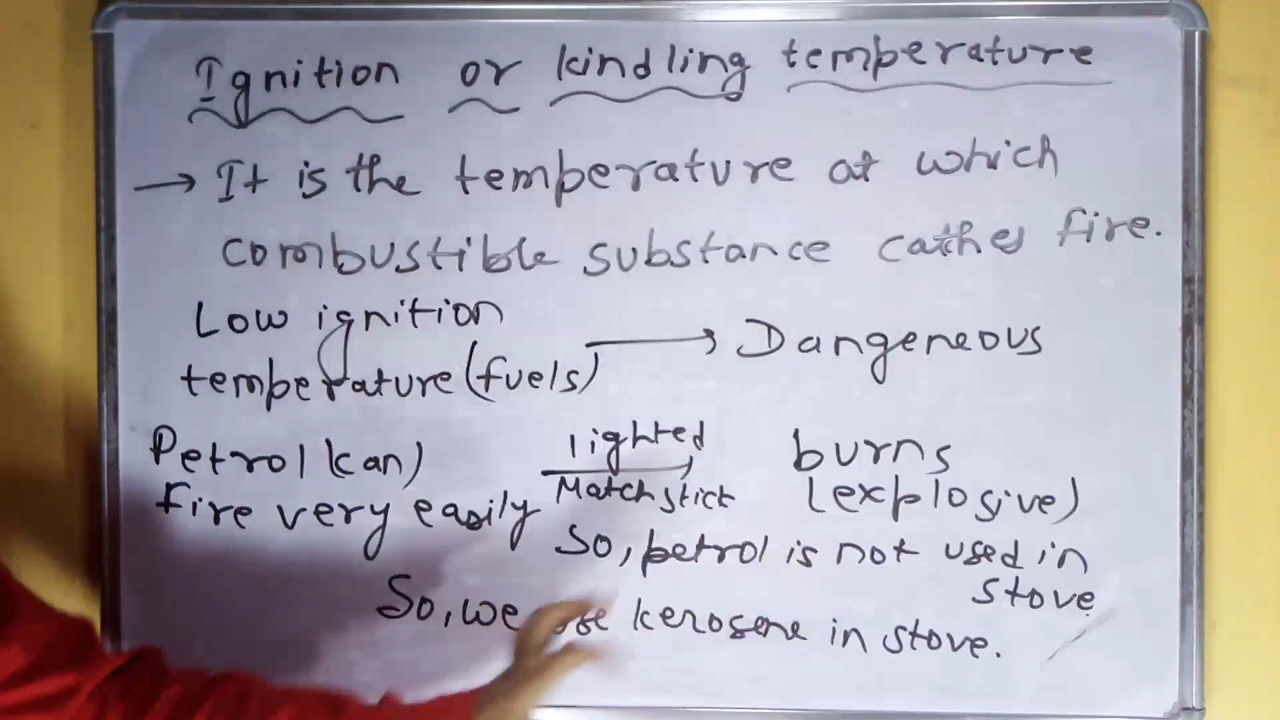 Ignition or kindling temperature
→ It is the temperature at which
combustible substance cathes fire.
Low ignition
temperature (fuels) → Dangeneous
Petrol (can) lighted burns
fire very easily Matchstick (explosive)
So, petrol is not used in
stove
So, we use kerosene in stove.